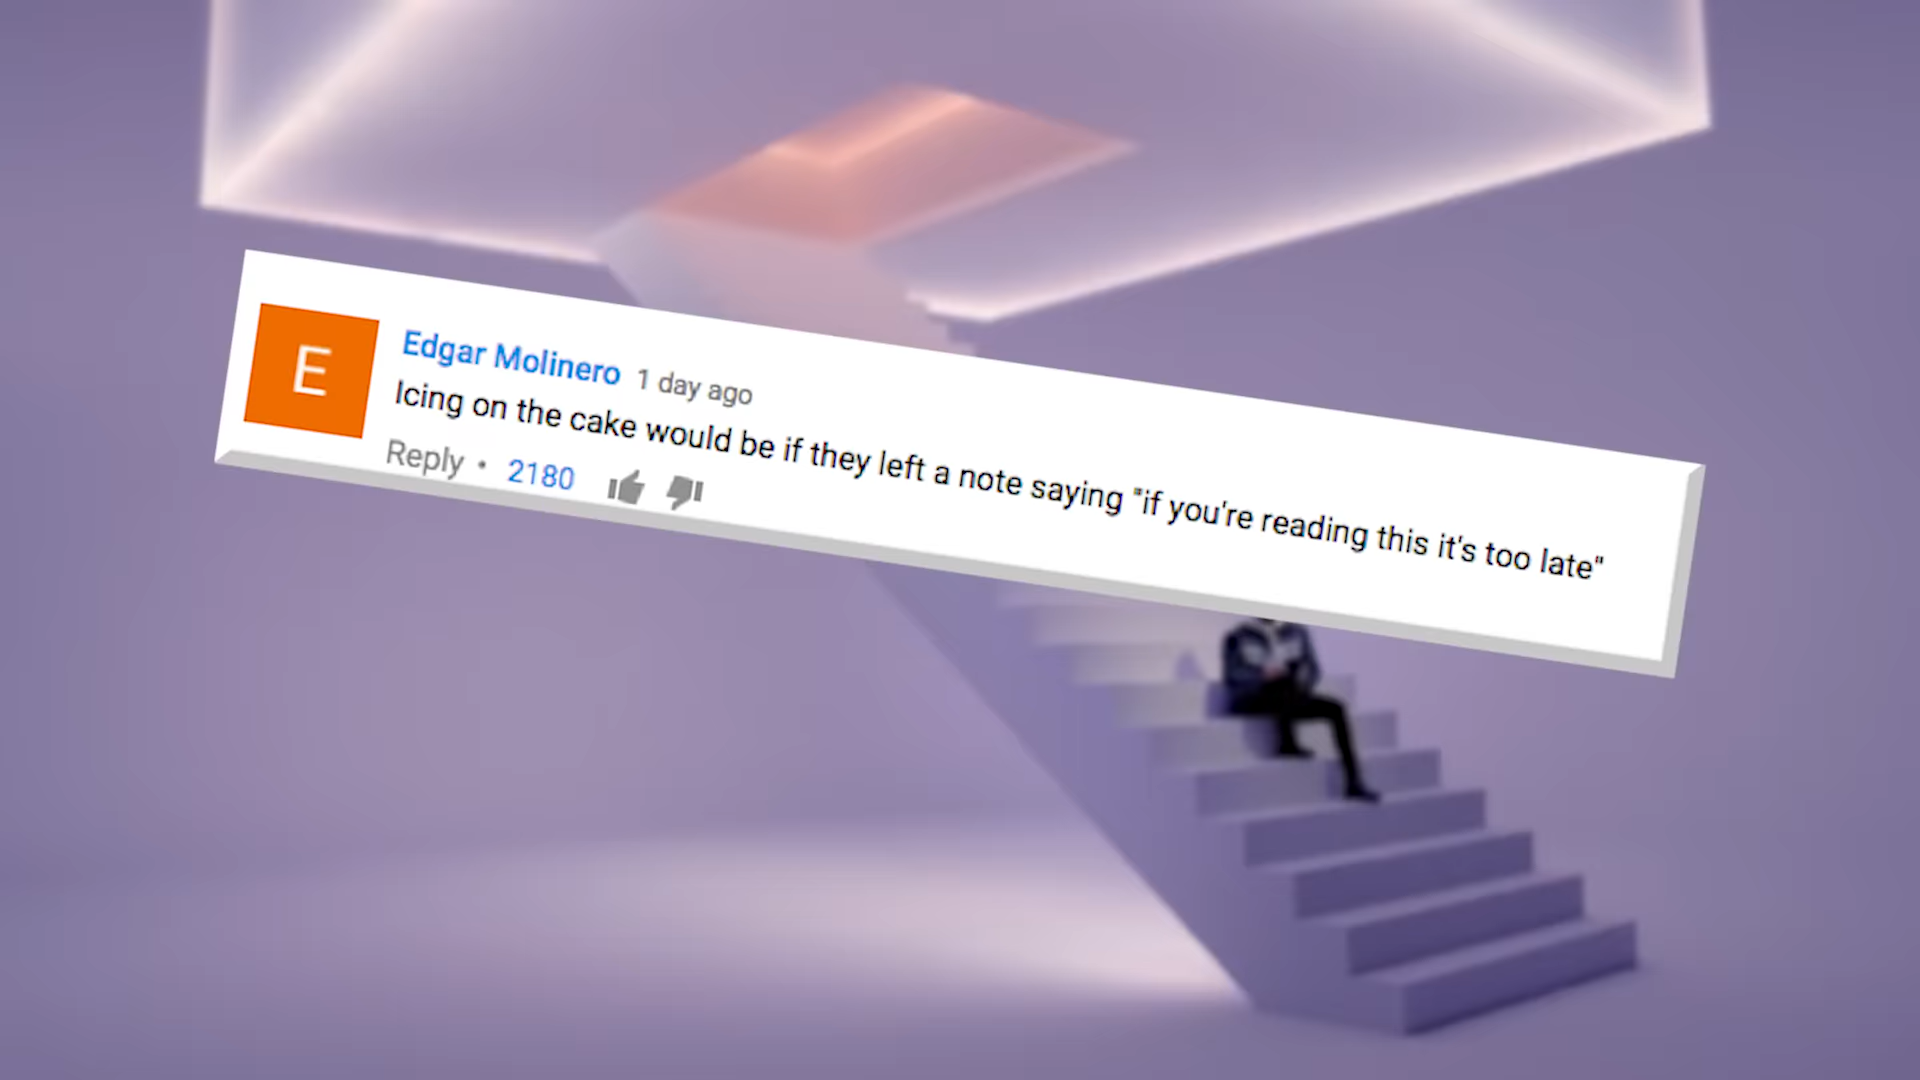 E
Edgar Molinero 1 day ago
Icing on the cake would be if they left a note saying "if you're reading this it's too late"
Reply • 2180